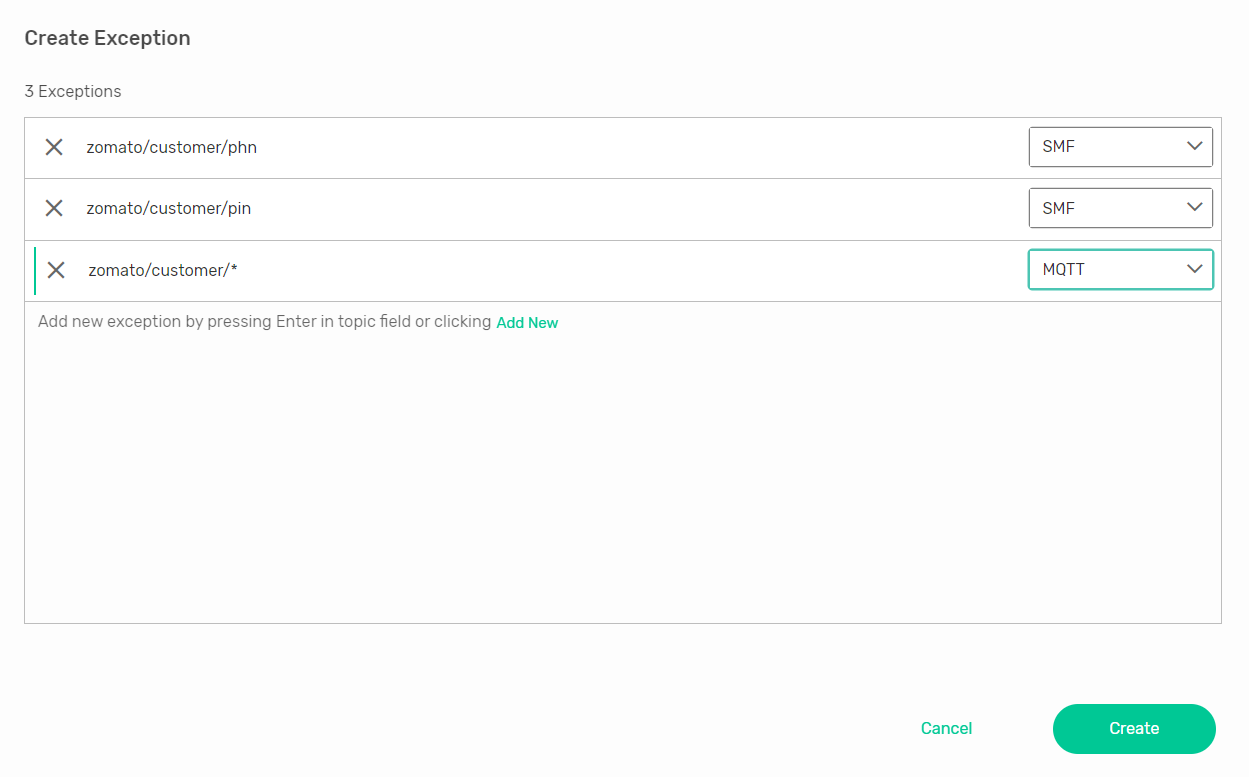 Create Exception
3 Exceptions
zomato/customer/phn SMF
zomato/customer/pin SMF
zomato/customer/* MQTT
Add new exception by pressing Enter in topic field or clicking Add New
Cancel Create